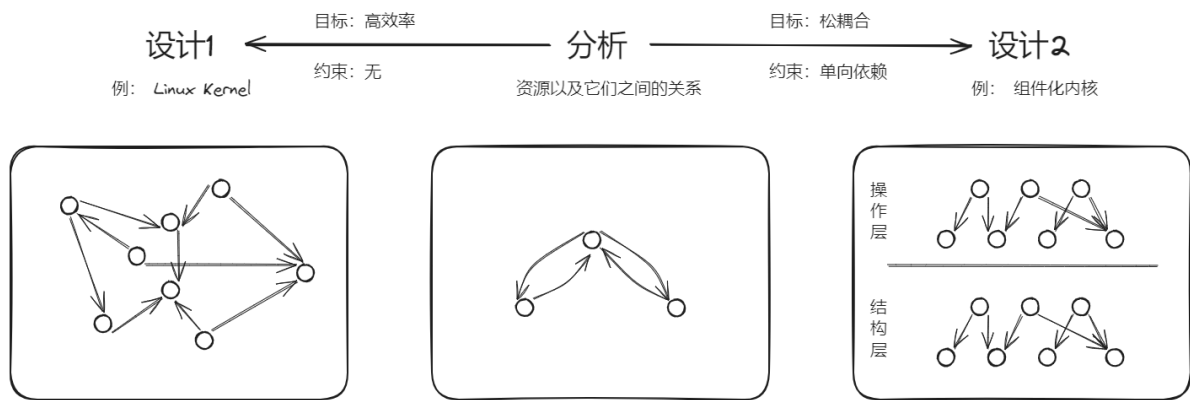 目标：高效率
目标：松耦合
设计1
分析
设计2
约束：无
约束：单向依赖
例： Linux Kernel
资源以及它们之间的关系
例： 组件化内核
操作层
结构层